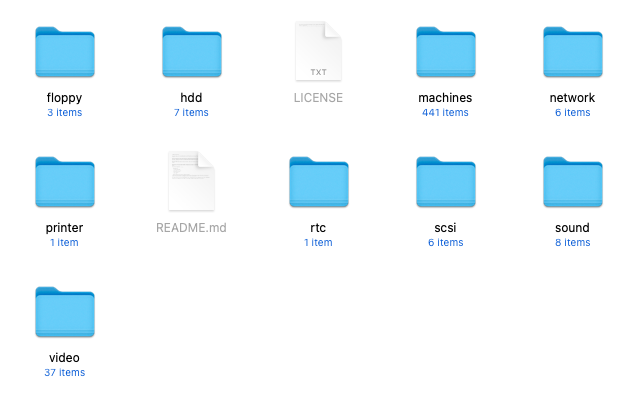 floppy
3 items
hdd
7 items
TXT
LICENSE
machines
441 items
network
6 items
printer
1 item
README.md
rtc
1 item
scsi
6 items
sound
8 items
video
37 items